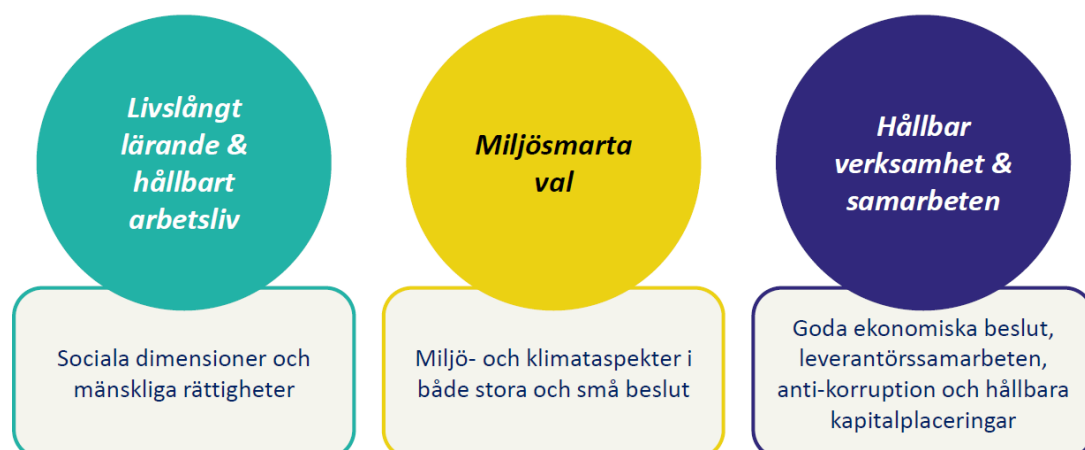 Livslångt
lärande &
hållbart
arbetsliv
Sociala dimensioner och
mänskliga rättigheter
Miljösmarta
val
Miljö- och klimataspekter i
både stora och små beslut
Hållbar
verksamhet &
samarbeten
Goda ekonomiska beslut,
leverantörssamarbeten,
anti-korruption och hållbara
kapitalplaceringar